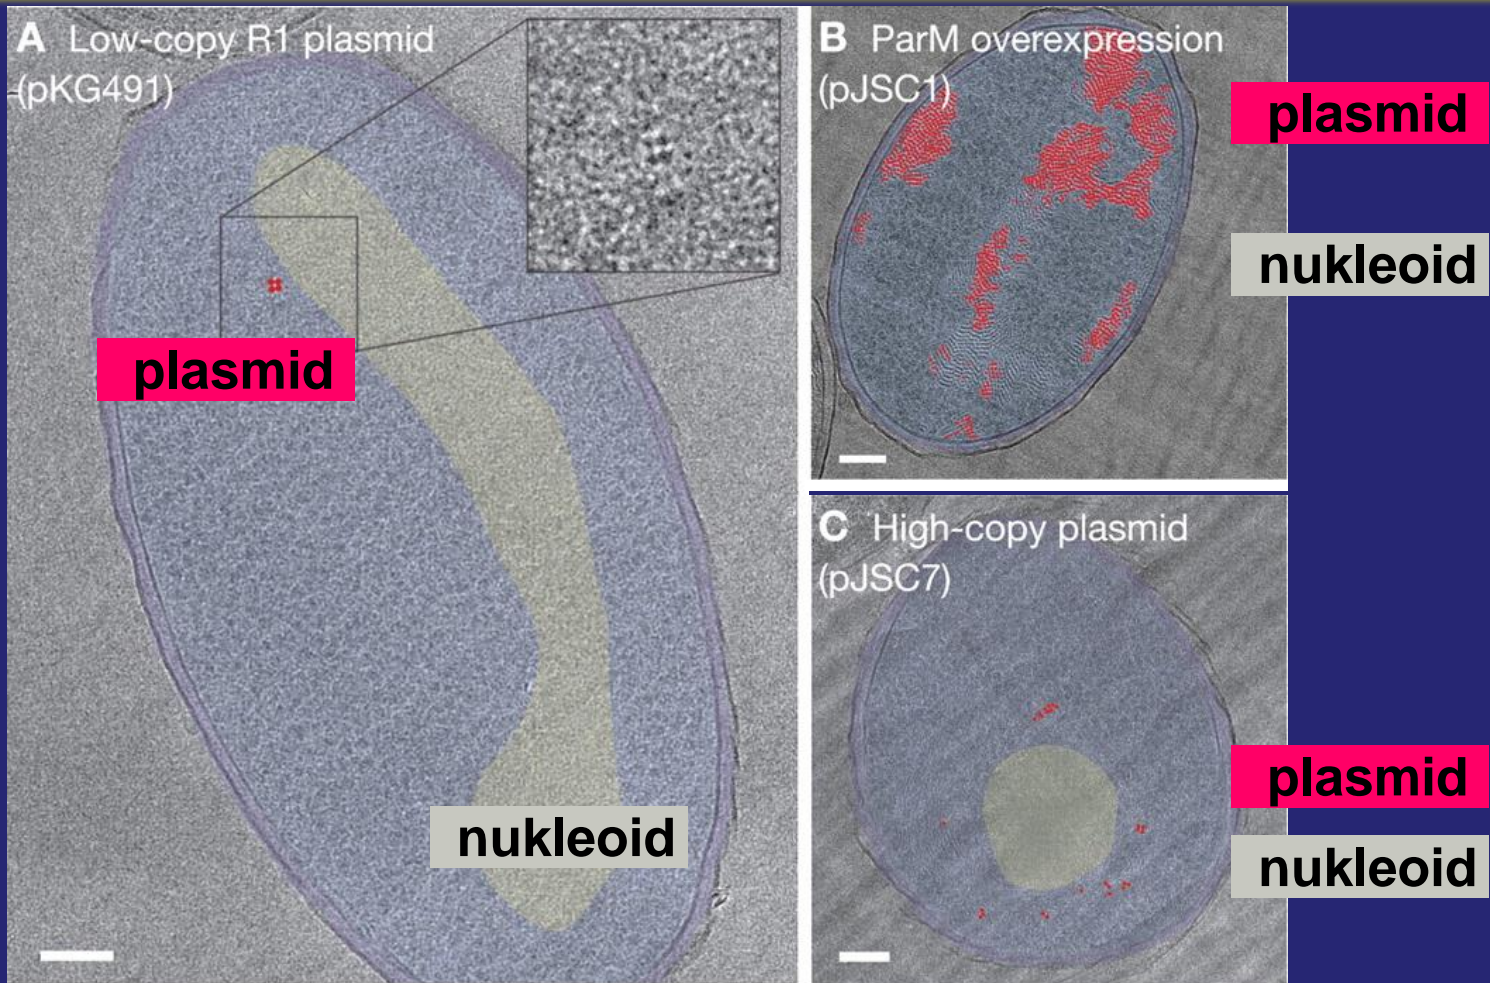 A Low-copy R1 plasmid
(pKG491)
plasmid
nukleoid
B ParM overexpression
(pJSC1)
plasmid
nukleoid
C High-copy plasmid
(pJSC7)
plasmid
nukleoid